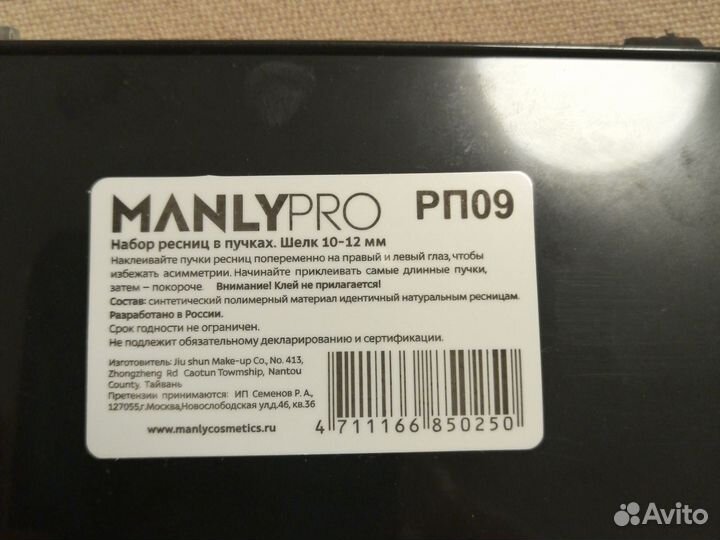 MANLYPRO РП09
Набор ресниц в пучках. Шелк 10-12 мм
Наклеивайте пучки ресниц попеременно на правый и левый глаз, чтобы
избежать асимметрии. Начинайте приклеивать самые длинные пучки,
затем – покороче Внимание! Клей не прилагается!
Состав: синтетический полимерный материал идентичный натуральным ресницам.
Разработано в России.
Срок годности не ограничен.
Не подлежит обязательному декларированию и сертификации.
Изготовитель: Jiu shun Make-up Co., No. 413,
Zhongzheng Rd Caotun Towmship, Nantou
County. Тайвань
Претензии принимаются: ИП Семенов Р.А.,
127055,г.Москва,Новослободская ул,д.46,кв.36
www.manlycosmetics.ru
4 711166 850250
Avito